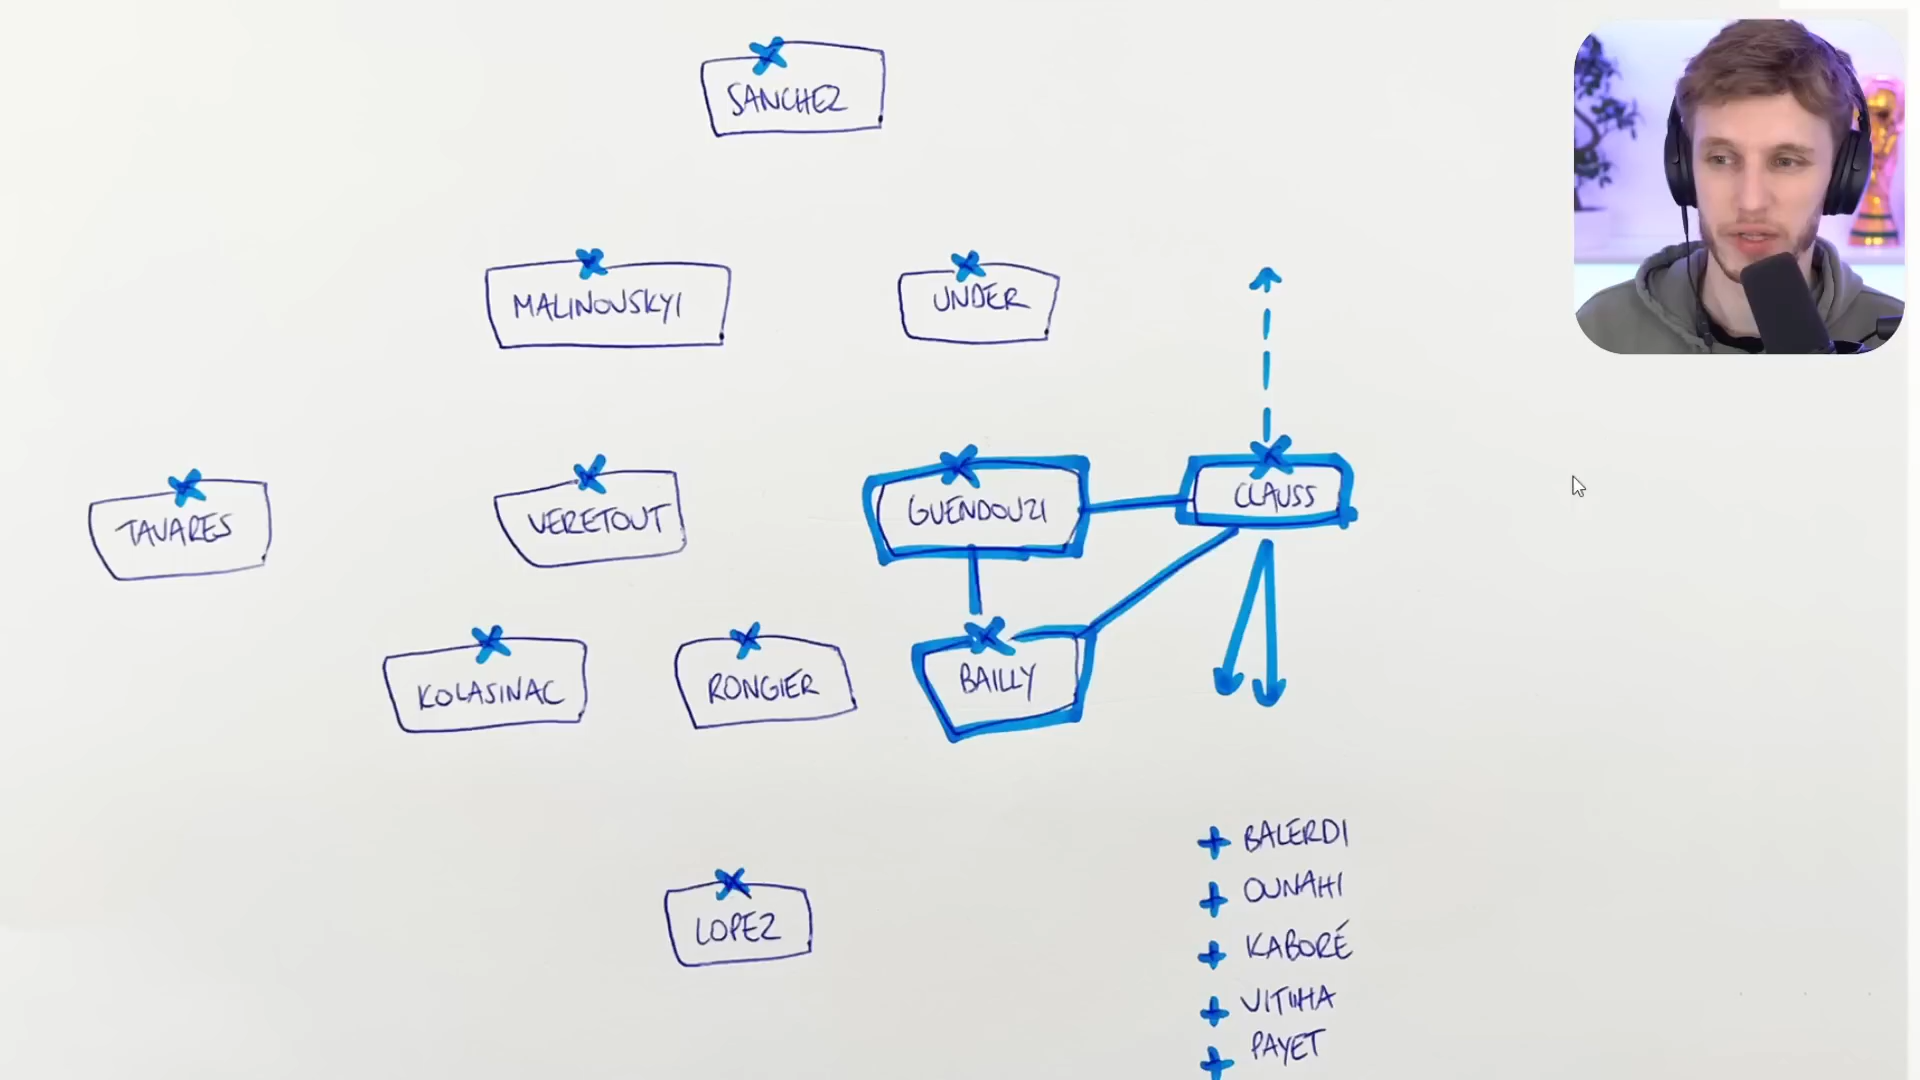 SANCHEZ
MALINOVSKYI
UNDER
TAVARES
VERETOUT
GUENDOUZI
CLAUSS
KOLASINAC
RONGIER
BAILLY
LOPEZ
+ BALERDI
+ OUNAHI
+ KABORÉ
+ VITINHA
+ PAYET